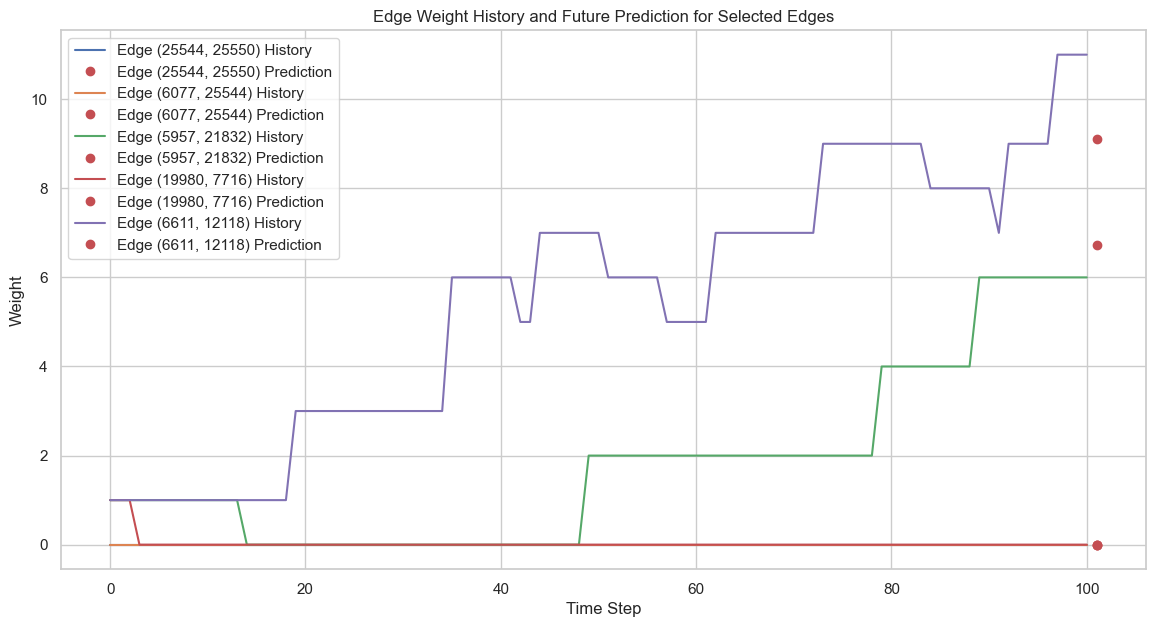 Edge Weight History and Future Prediction for Selected Edges
Edge (25544, 25550) History
Edge (25544, 25550) Prediction
Edge (6077, 25544) History
Edge (6077, 25544) Prediction
Edge (5957, 21832) History
Edge (5957, 21832) Prediction
Edge (19980, 7716) History
Edge (19980, 7716) Prediction
Edge (6611, 12118) History
Edge (6611, 12118) Prediction
Weight
10
8
6
4
2
0
0 20 40 60 80 100
Time Step